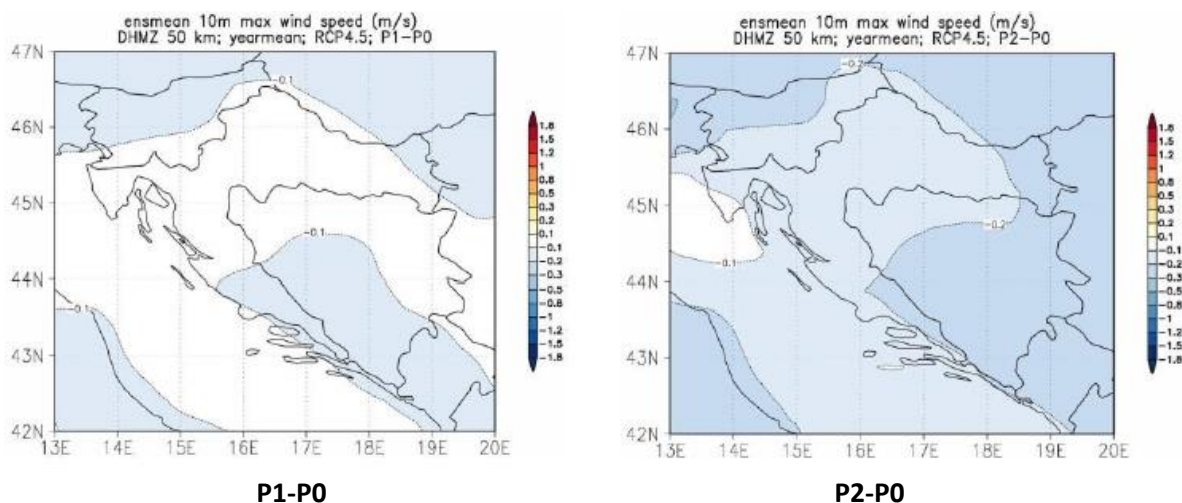 ensmean 10m max wind speed (m/s)
DHMZ 50 km; yearmean; RCP4.5; P1-P0
47N
46N
45N
44N
43N
42N
13E 14E 15E 16E 17E 18E 19E 20E
-0.1
-0.1
-0.1
1.8
1.5
1.2
1
0.8
0.5
0.3
0.2
0.1
-0.1
-0.2
-0.3
-0.5
-0.8
-1
-1.2
-1.5
-1.8
P1-P0
ensmean 10m max wind speed (m/s)
DHMZ 50 km; yearmean; RCP4.5; P2-P0
47N
46N
45N
44N
43N
42N
13E 14E 15E 16E 17E 18E 19E 20E
-0.2
-0.2
-0.1
1.8
1.5
1.2
1
0.8
0.5
0.3
0.2
0.1
-0.1
-0.2
-0.3
-0.5
-0.8
-1
-1.2
-1.5
-1.8
P2-P0